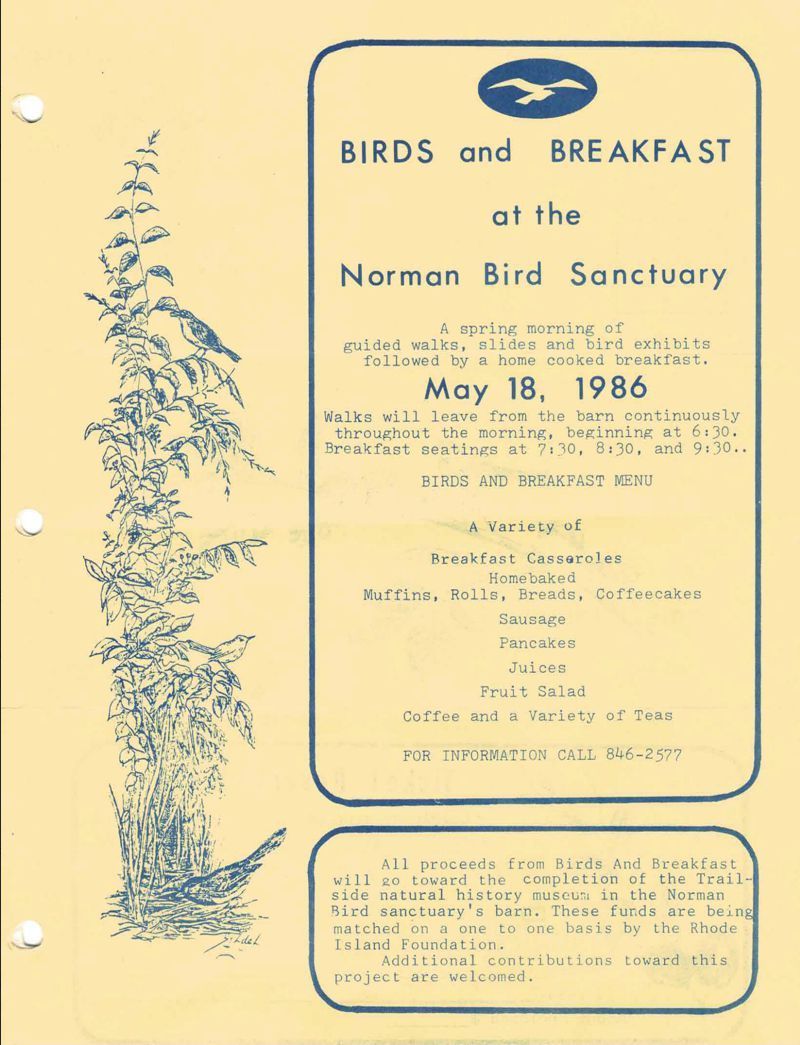 BIRDS and BREAKFAST
at the
Norman Bird Sanctuary
A spring morning of
guided walks, slides and bird exhibits
followed by a home cooked breakfast.
May 18, 1986
Walks will leave from the barn continuously
throughout the morning, beginning at 6:30.
Breakfast seatings at 7:30, 8:30, and 9:30..
BIRDS AND BREAKFAST MENU
A Variety of
Breakfast Casseroles
Homebaked
Muffins, Rolls, Breads, Coffeecakes
Sausage
Pancakes
Juices
Fruit Salad
Coffee and a Variety of Teas
FOR INFORMATION CALL 846-2577
All proceeds from Birds And Breakfast
will go toward the completion of the Trail-
side natural history museum in the Norman
Bird sanctuary's barn. These funds are being
matched on a one to one basis by the Rhode
Island Foundation.
Additional contributions toward this
project are welcomed.